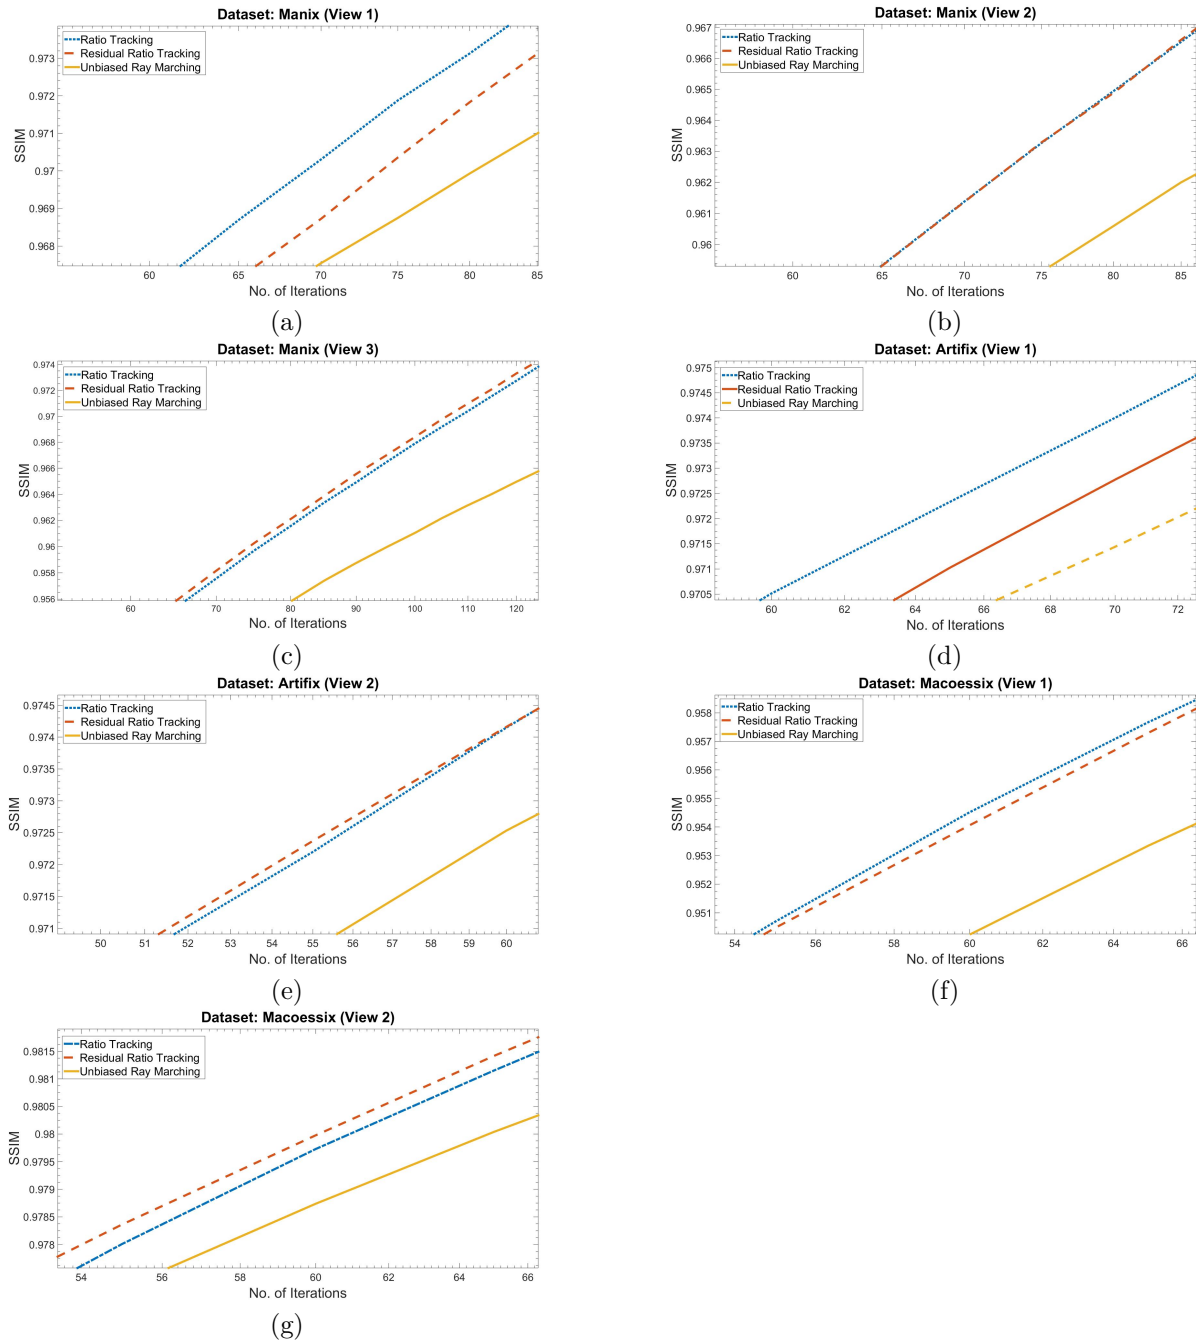 Dataset: Manix (View 1)
Ratio Tracking
Residual Ratio Tracking
Unbiased Ray Marching
SSIM
0.973
0.972
0.971
0.97
0.969
0.968
60 65 70 75 80 85
No. of Iterations
(a)
Dataset: Manix (View 2)
Ratio Tracking
Residual Ratio Tracking
Unbiased Ray Marching
SSIM
0.967
0.966
0.965
0.964
0.963
0.962
0.961
0.96
60 65 70 75 80 85
No. of Iterations
(b)
Dataset: Manix (View 3)
Ratio Tracking
Residual Ratio Tracking
Unbiased Ray Marching
SSIM
0.974
0.972
0.97
0.968
0.966
0.964
0.962
0.96
0.958
0.956
60 70 80 90 100 110 120
No. of Iterations
(c)
Dataset: Artifix (View 1)
Ratio Tracking
Residual Ratio Tracking
Unbiased Ray Marching
SSIM
0.975
0.9745
0.974
0.9735
0.973
0.9725
0.972
0.9715
0.971
0.9705
60 62 64 66 68 70 72
No. of Iterations
(d)
Dataset: Artifix (View 2)
Ratio Tracking
Residual Ratio Tracking
Unbiased Ray Marching
SSIM
0.9745
0.974
0.9735
0.973
0.9725
0.972
0.9715
0.971
50 51 52 53 54 55 56 57 58 59 60
No. of Iterations
(e)
Dataset: Macoessix (View 1)
Ratio Tracking
Residual Ratio Tracking
Unbiased Ray Marching
SSIM
0.958
0.957
0.956
0.955
0.954
0.953
0.952
0.951
54 56 58 60 62 64 66
No. of Iterations
(f)
Dataset: Macoessix (View 2)
Ratio Tracking
Residual Ratio Tracking
Unbiased Ray Marching
SSIM
0.9815
0.981
0.9805
0.98
0.9795
0.979
0.9785
0.978
54 56 58 60 62 64 66
No. of Iterations
(g)